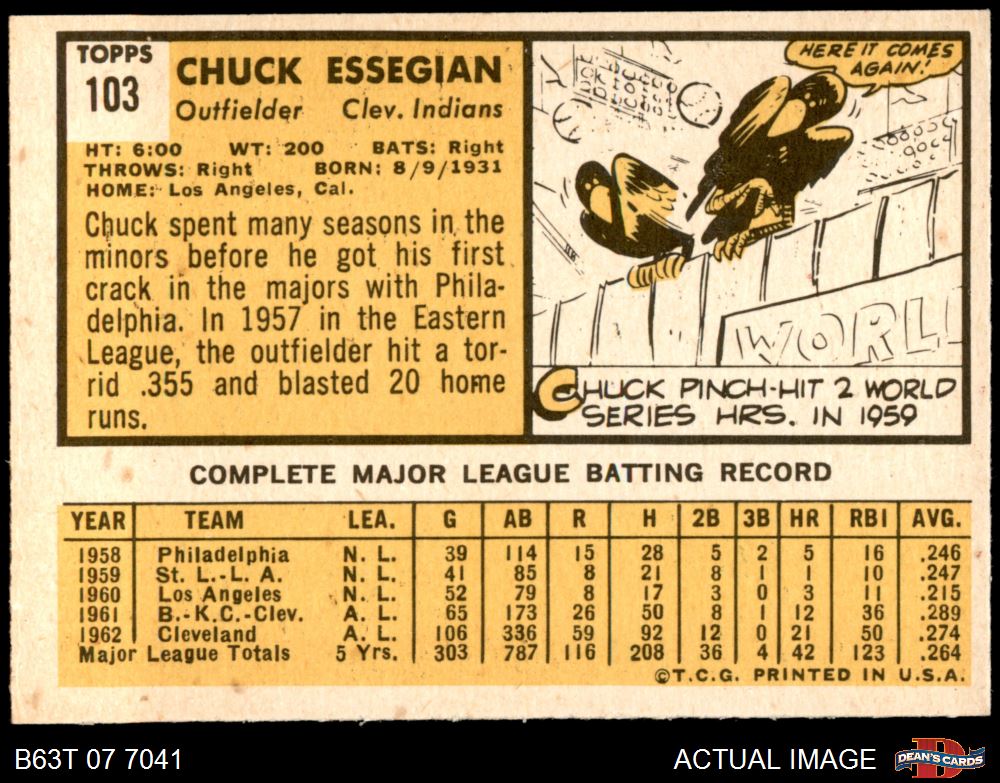 TOPPS
103
CHUCK ESSEGIAN
Outfielder Clev. Indians
HT: 6:00 WT: 200 BATS: Right
THROWS: Right BORN: 8/9/1931
HOME: Los Angeles, Cal.
Chuck spent many seasons in the
minors before he got his first
crack in the majors with Phila-
delphia. In 1957 in the Eastern
League, the outfielder hit a tor-
rid .355 and blasted 20 home
runs.
HERE IT COMES
AGAIN!
WORL
CHUCK PINCH-HIT 2 WORLD
SERIES HRS. IN 1959
COMPLETE MAJOR LEAGUE BATTING RECORD
YEAR TEAM LEA. G AB R H 2B 3B HR RBI AVG.
1958 Philadelphia N. L. 39 114 15 28 5 2 5 16 .246
1959 St. L.-L. A. N. L. 41 85 8 21 8 1 1 10 .247
1960 Los Angeles N. L. 52 79 8 17 3 0 3 11 .215
1961 B.-K.C.-Clev. A. L. 65 173 26 50 8 1 12 36 .289
1962 Cleveland A. L. 106 336 59 92 12 0 21 50 .274
Major League Totals 5 Yrs. 303 787 116 208 36 4 42 123 .264
©T.C.G. PRINTED IN U.S.A.
B63T 07 7041 ACTUAL IMAGE
DEAN'S CARDS